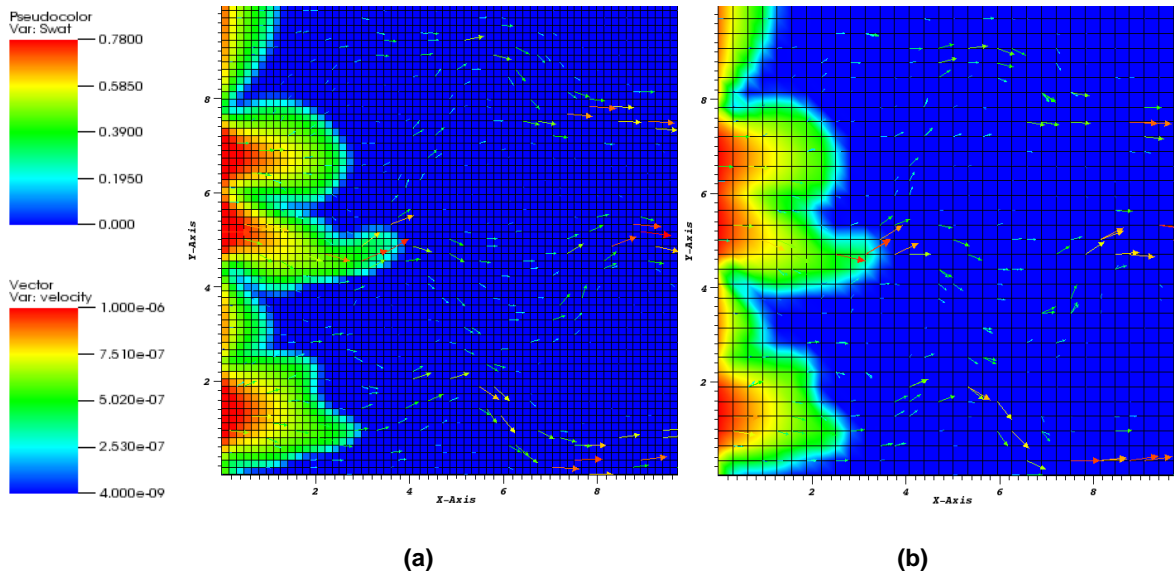 Pseudocolor
Var: Swat
0.7800
0.5850
0.3900
0.1950
0.000
Vector
Var: velocity
1.000e-06
7.510e-07
5.020e-07
2.530e-07
4.000e-09
8
6
4
2
Y-Axis
2 4 6 8
X-Axis
(a)
8
6
4
2
Y-Axis
2 4 6 8
X-Axis
(b)